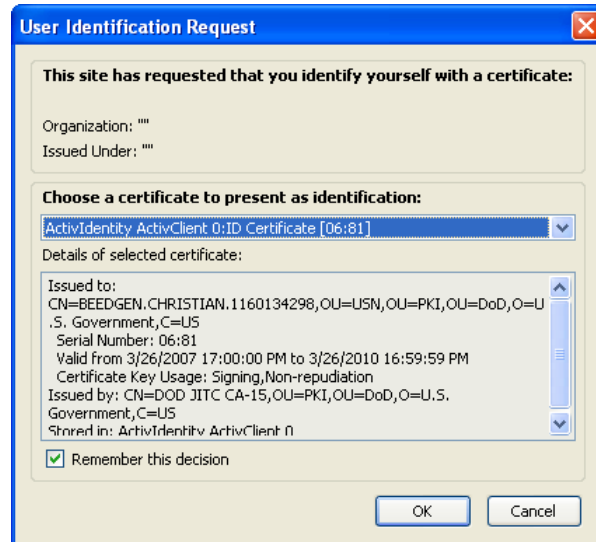 User Identification Request
This site has requested that you identify yourself with a certificate:
Organization: ""
Issued Under: ""
Choose a certificate to present as identification:
ActivIdentity ActivClient 0:ID Certificate [06:81]
Details of selected certificate:
Issued to:
CN=BEEDGEN.CHRISTIAN.1160134298,OU=USN,OU=PKI,OU=DoD,O=U
.S. Government,C=US
Serial Number: 06:81
Valid from 3/26/2007 17:00:00 PM to 3/26/2010 16:59:59 PM
Certificate Key Usage: Signing,Non-repudiation
Issued by: CN=DOD JITC CA-15,OU=PKI,OU=DoD,O=U.S.
Government,C=US
Stored in: ActivIdentity ActivClient 0
Remember this decision
OK
Cancel